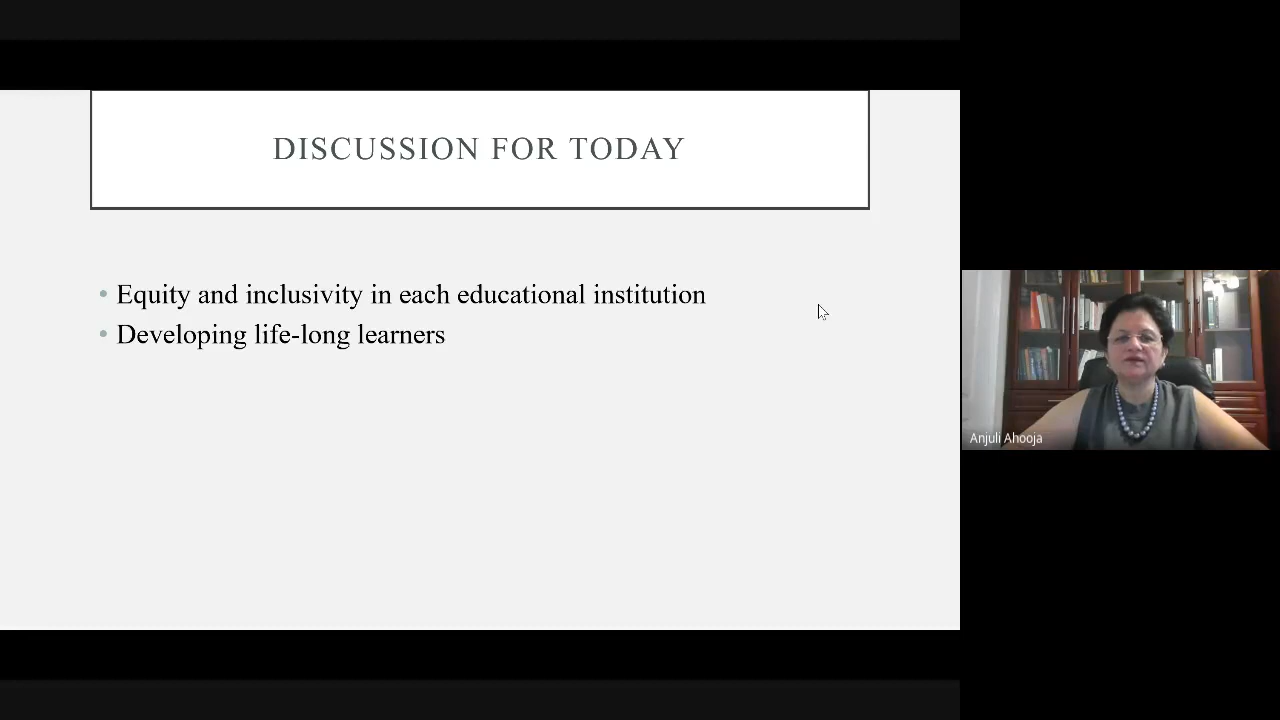 DISCUSSION FOR TODAY
• Equity and inclusivity in each educational institution
• Developing life-long learners
Anjuli Ahooja